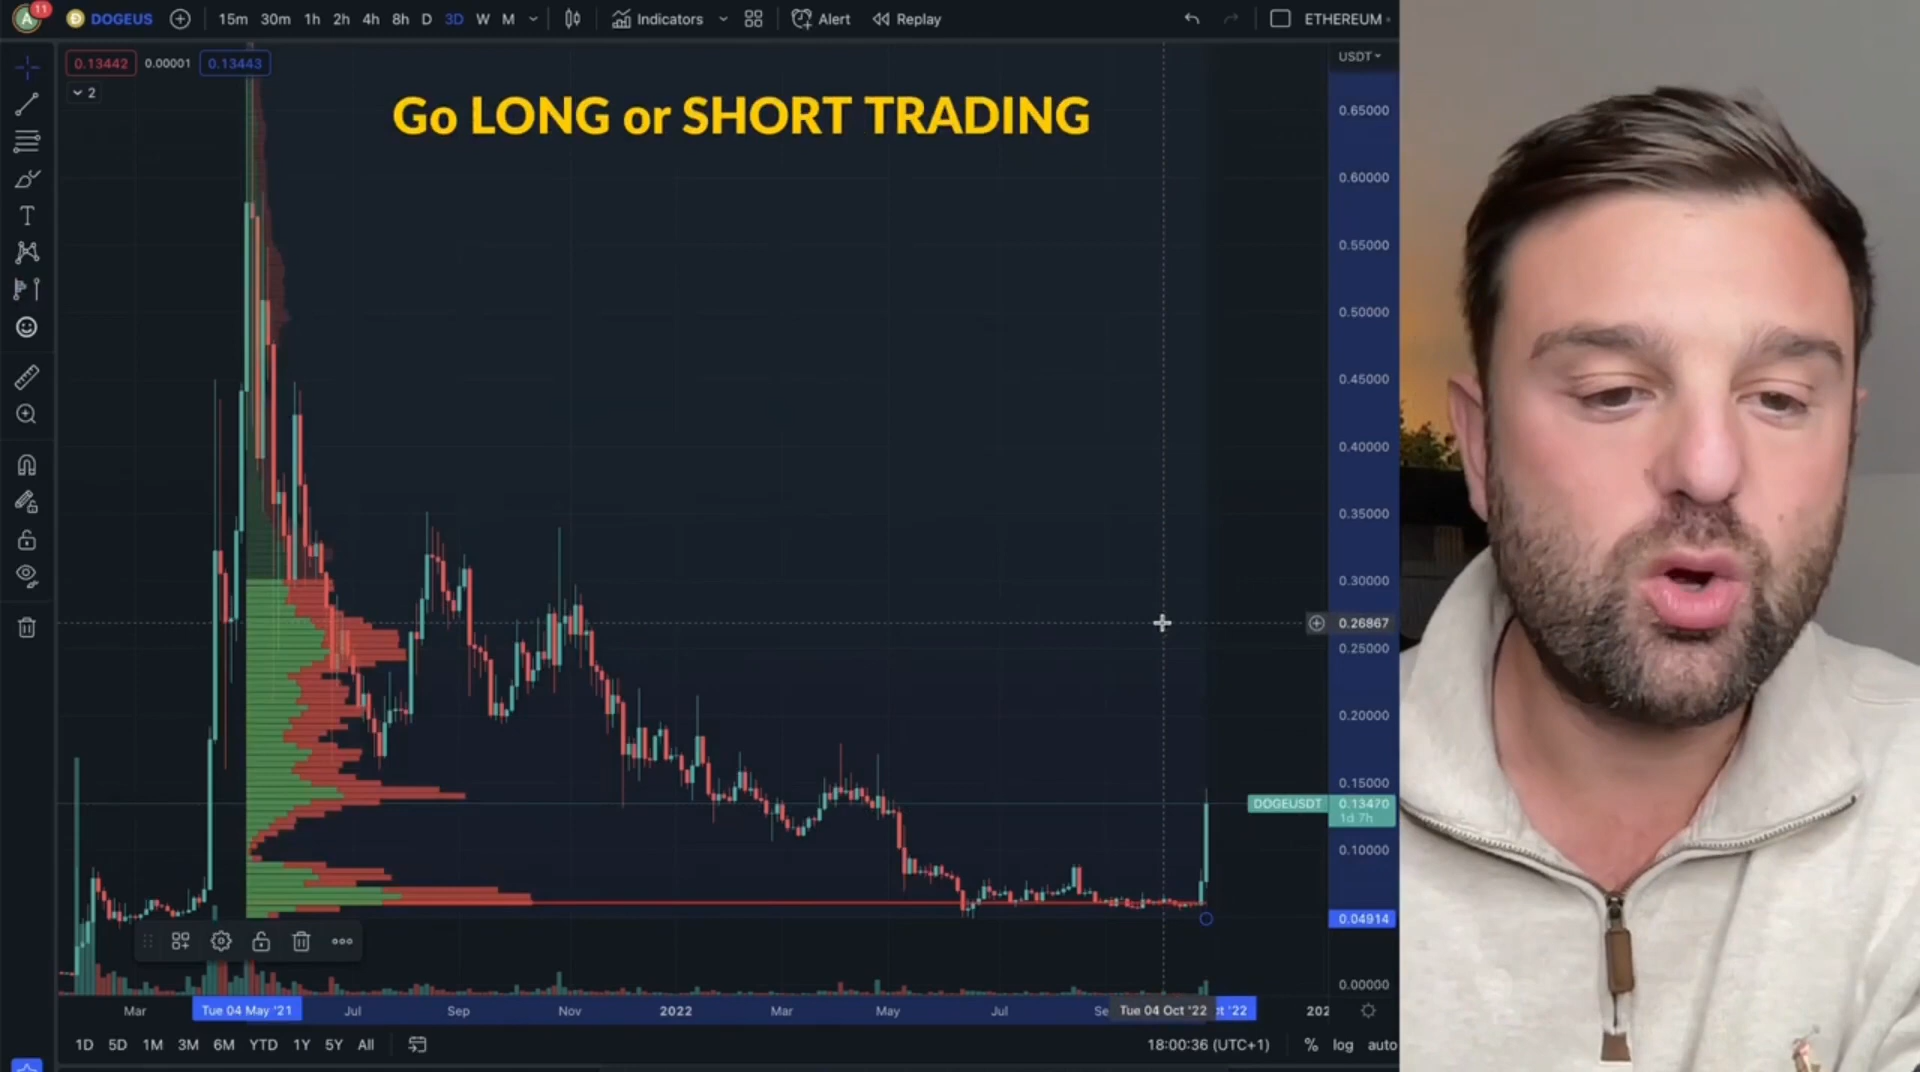 A 11 DOGEUS 15m 30m 1h 2h 4h 8h D 3D W M Indicators Alert Replay ETHEREUM
0.13442 0.00001 0.13443 USDT
2
Go LONG or SHORT TRADING
0.65000
0.60000
0.55000
0.50000
0.45000
0.40000
0.35000
0.30000
0.26867
0.25000
0.20000
0.15000
DOGEUSDT 0.13470
1d 7h
0.10000
0.04914
0.00000
Mar Tue 04 May '21 Jul Sep Nov 2022 Mar May Jul Se Tue 04 Oct '22 '22 202
1D 5D 1M 3M 6M YTD 1Y 5Y All 18:00:36 (UTC+1) % log auto